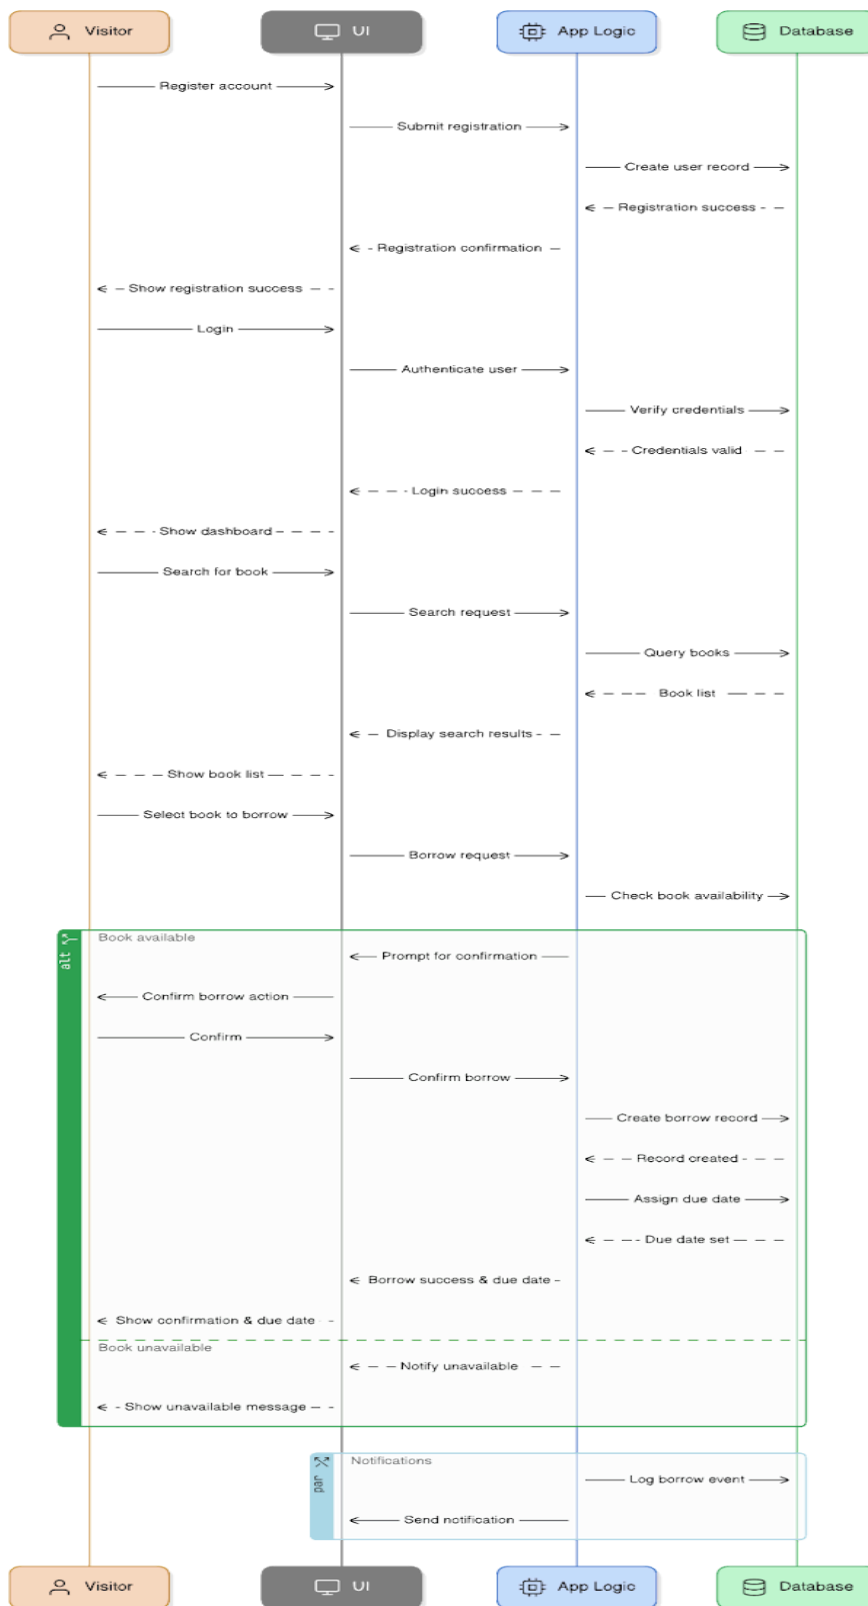 Visitor
UI
App Logic
Database
Register account
Submit registration
Create user record
Registration success
Registration confirmation
Show registration success
Login
Authenticate user
Verify credentials
Credentials valid
Login success
Show dashboard
Search for book
Search request
Query books
Book list
Display search results
Show book list
Select book to borrow
Borrow request
Check book availability
alt
Book available
Prompt for confirmation
Confirm borrow action
Confirm
Confirm borrow
Create borrow record
Record created
Assign due date
Due date set
Borrow success & due date
Show confirmation & due date
Book unavailable
Notify unavailable
Show unavailable message
par
Notifications
Log borrow event
Send notification
Visitor
UI
App Logic
Database